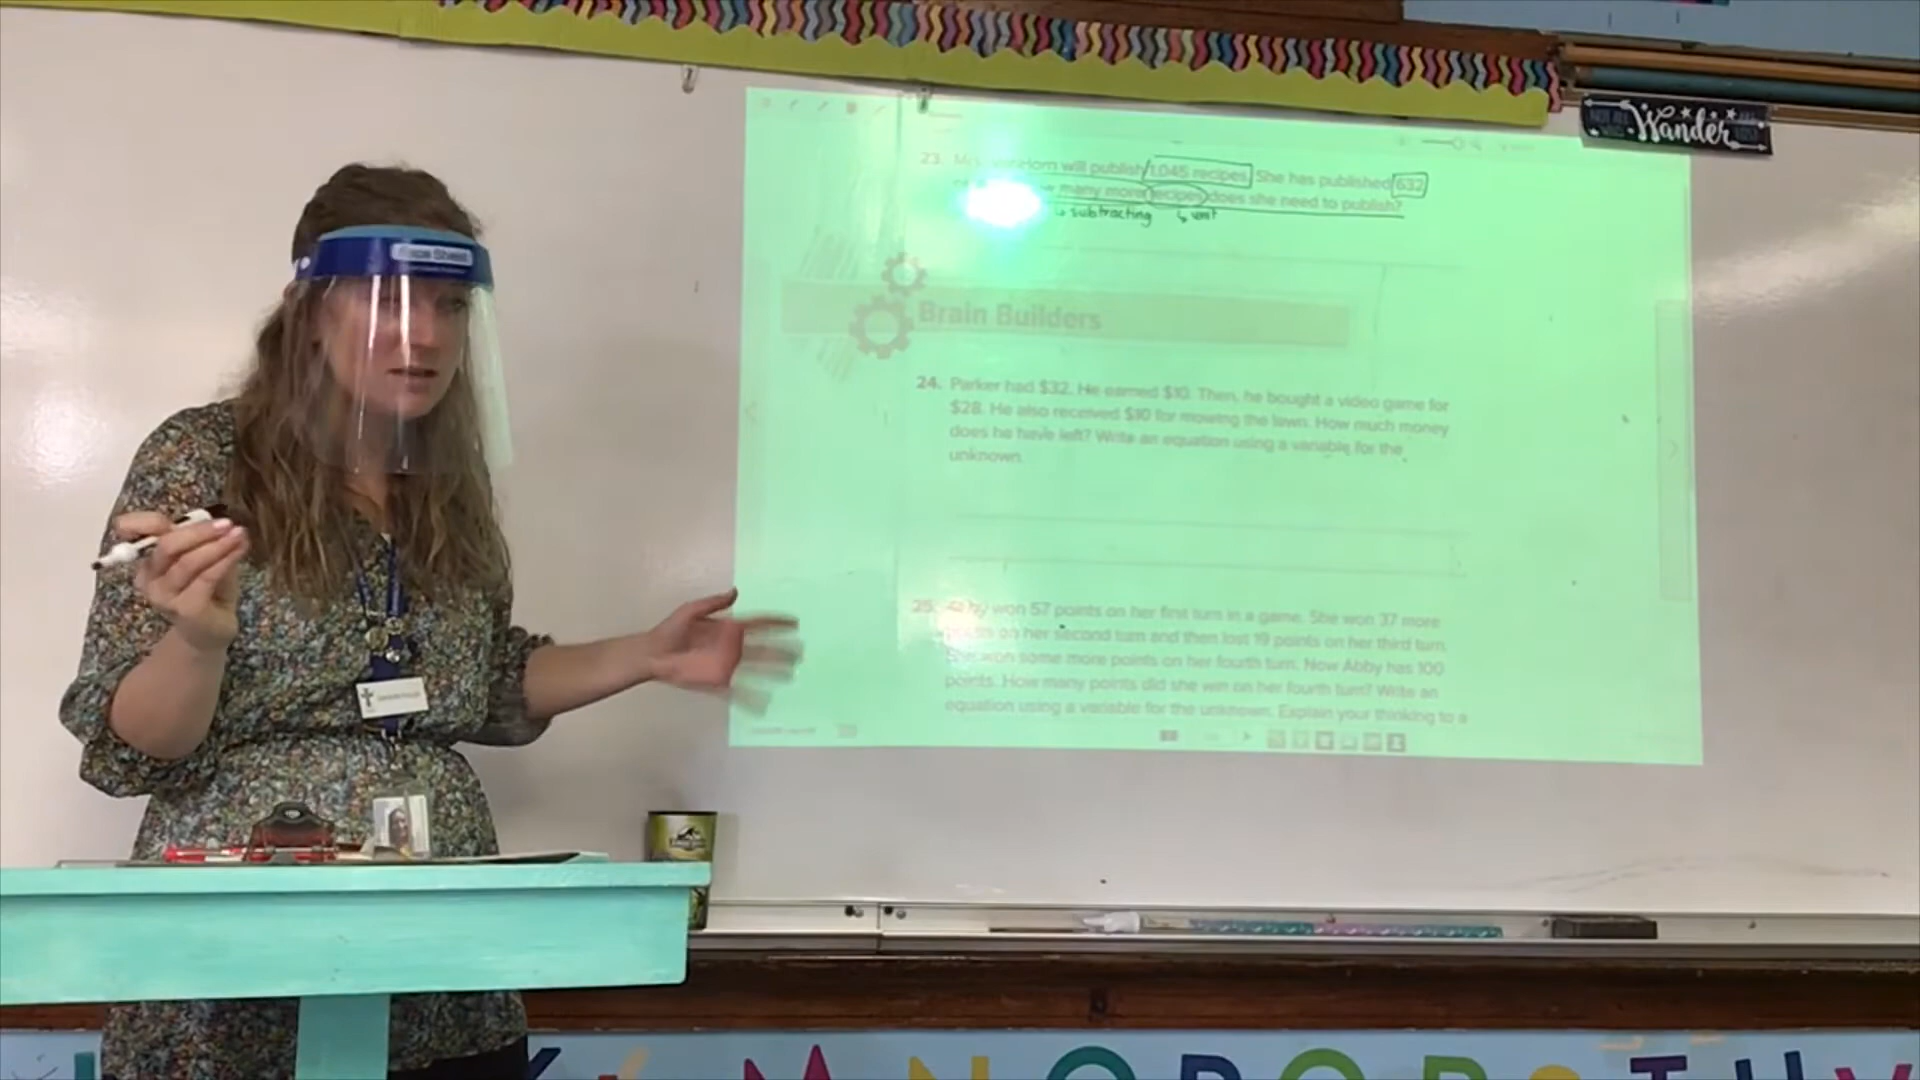 Wander
23. will publish 1,045 recipes. She has published 632
many more recipes does she need to publish?
subtracting unit
Brain Builders
24. Parker had $32. He earned $10. Then, he bought a video game for
$28. He also received $10 for mowing the lawn. How much money
does he have left? Write an equation using a variable for the
unknown.
25. won 57 points on her first turn in a game. She won 37 more
on her second turn and then lost 19 points on her third turn.
She won some more points on her fourth turn. Now Abby has 100
points. How many points did she win on her fourth turn? Write an
equation using a variable for the unknown. Explain your thinking to a
Face Shield